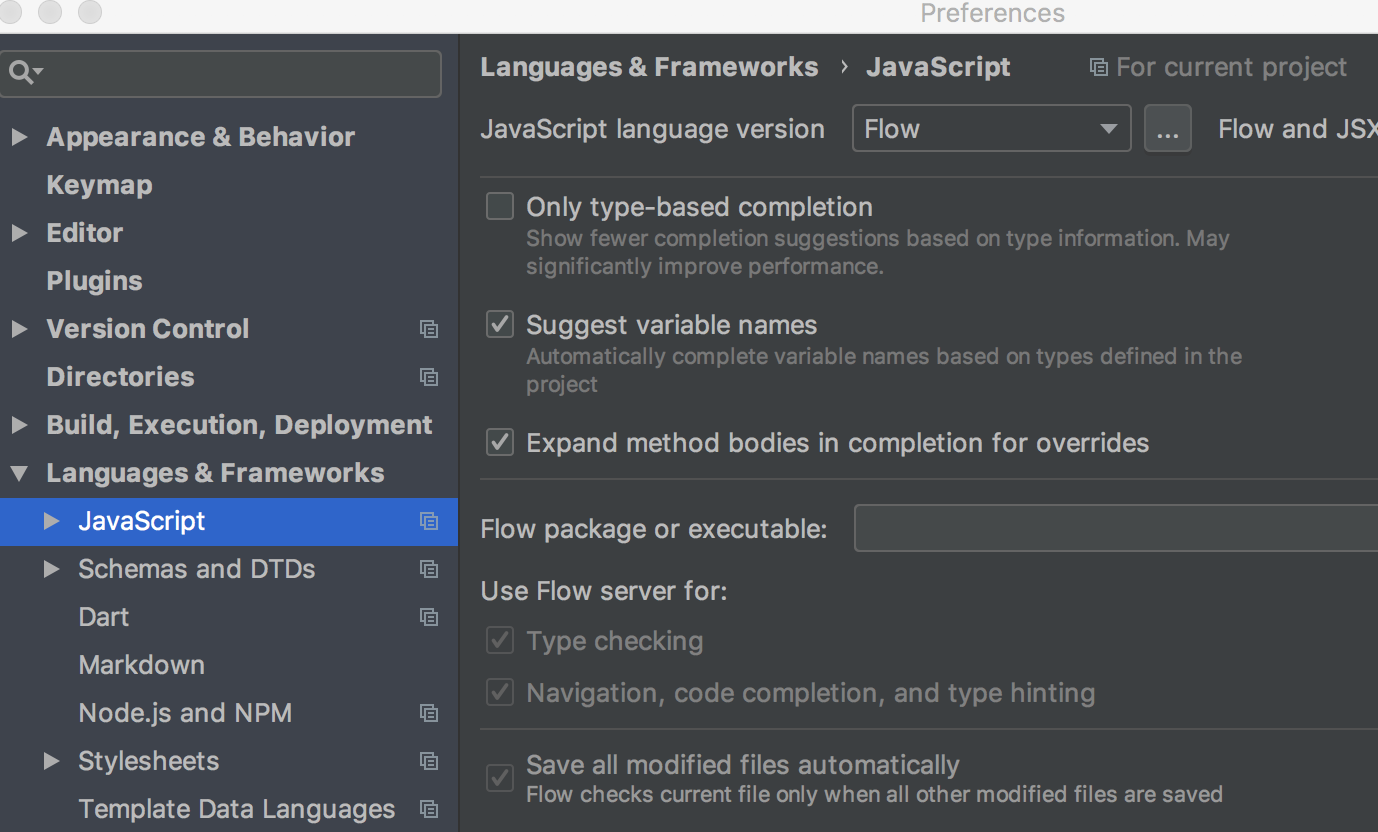 Preferences
Appearance & Behavior
Keymap
Editor
Plugins
Version Control
Directories
Build, Execution, Deployment
Languages & Frameworks
JavaScript
Schemas and DTDs
Dart
Markdown
Node.js and NPM
Stylesheets
Template Data Languages
Languages & Frameworks › JavaScript For current project
JavaScript language version Flow ... Flow and JSX
Only type-based completion
Show fewer completion suggestions based on type information. May
significantly improve performance.
Suggest variable names
Automatically complete variable names based on types defined in the
project
Expand method bodies in completion for overrides
Flow package or executable:
Use Flow server for:
Type checking
Navigation, code completion, and type hinting
Save all modified files automatically
Flow checks current file only when all other modified files are saved